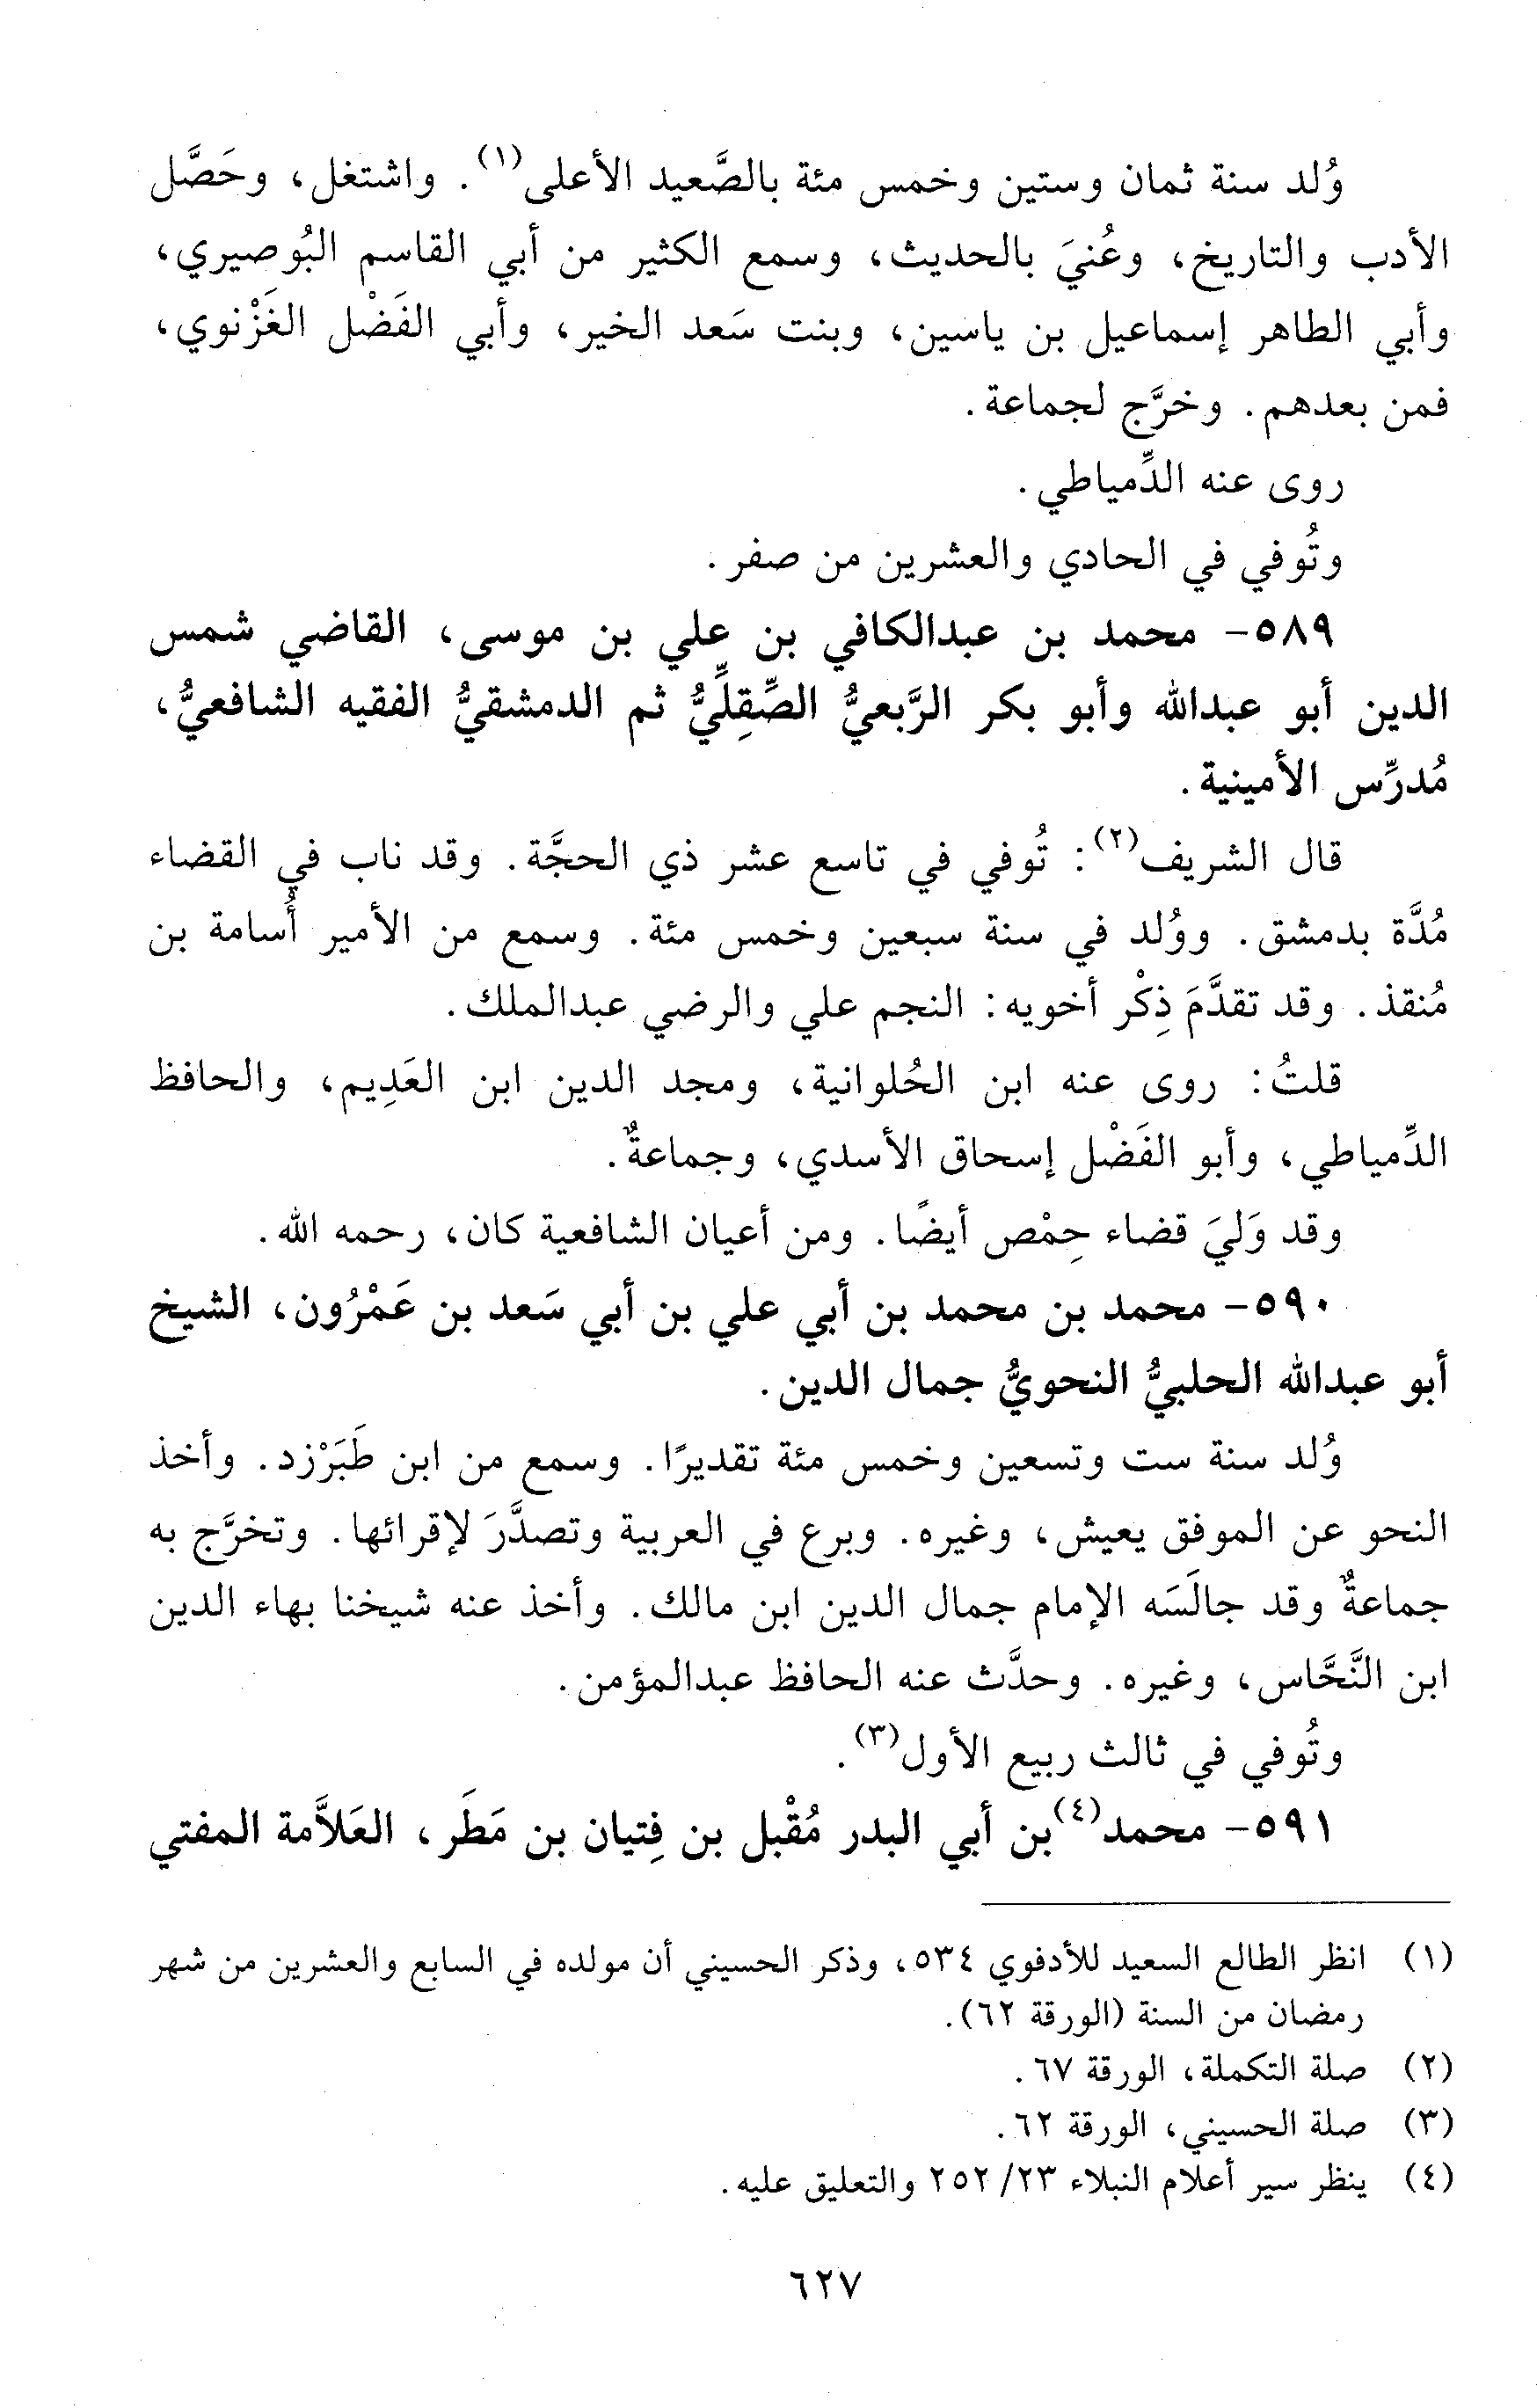 وُلد سنة ثمان وستين وخمس مئة بالصَّعيد الأعلى(١). واشتغل، وحَصَّل
الأدب والتاريخ، وعُنيَ بالحديث، وسمع الكثير من أبي القاسم البُوصيري،
وأبي الطاهر إسماعيل بن ياسين، وبنت سَعد الخير، وأبي الفَضْل الغَزْنوي،
فمن بعدهم. وخرَّج لجماعة.
روى عنه الدِّمياطي.
وتُوفي في الحادي والعشرين من صفر.
٥٨٩- محمد بن عبدالكافي بن علي بن موسى، القاضي شمس
الدين أبو عبدالله وأبو بكر الرَّبعيُّ الصِّقِلِّيُّ ثم الدمشقيُّ الفقيه الشافعيُّ،
مُدرِّس الأمينية.
قال الشريف(٢): تُوفي في تاسع عشر ذي الحجَّة. وقد ناب في القضاء
مُدَّة بدمشق. ووُلد في سنة سبعين وخمس مئة. وسمع من الأمير أُسامة بن
مُنقذ. وقد تقدَّمَ ذِكْر أخويه: النجم علي والرضي عبدالملك.
قلتُ: روى عنه ابن الحُلوانية، ومجد الدين ابن العَدِيم، والحافظ
الدِّمياطي، وأبو الفَضْل إسحاق الأسدي، وجماعةٌ.
وقد وَليَ قضاء حِمْص أيضًا. ومن أعيان الشافعية كان، رحمه الله.
٥٩٠- محمد بن محمد بن أبي علي بن أبي سَعد بن عَمْرُون، الشيخ
أبو عبدالله الحلبيُّ النحويُّ جمال الدين.
وُلد سنة ست وتسعين وخمس مئة تقديرًا. وسمع من ابن طَبَرْزد. وأخذ
النحو عن الموفق يعيش، وغيره. وبرع في العربية وتصدَّرَ لإقرائها. وتخرَّج به
جماعةٌ وقد جالَسَه الإمام جمال الدين ابن مالك. وأخذ عنه شيخنا بهاء الدين
ابن النَّحَّاس، وغيره. وحدَّث عنه الحافظ عبدالمؤمن.
وتُوفي في ثالث ربيع الأول(٣).
٥٩١- محمد(٤)بن أبي البدر مُقْبل بن فِتيان بن مَطَر، العَلاَّمة المفتي
(١) انظر الطالع السعيد للأدفوي ٥٣٤، وذكر الحسيني أن مولده في السابع والعشرين من شهر
رمضان من السنة (الورقة ٦٢).
(٢) صلة التكملة، الورقة ٦٧.
(٣) صلة الحسيني، الورقة ٦٢.
(٤) ينظر سير أعلام النبلاء ٢٣/ ٢٥٢ والتعليق عليه.
٦٢٧